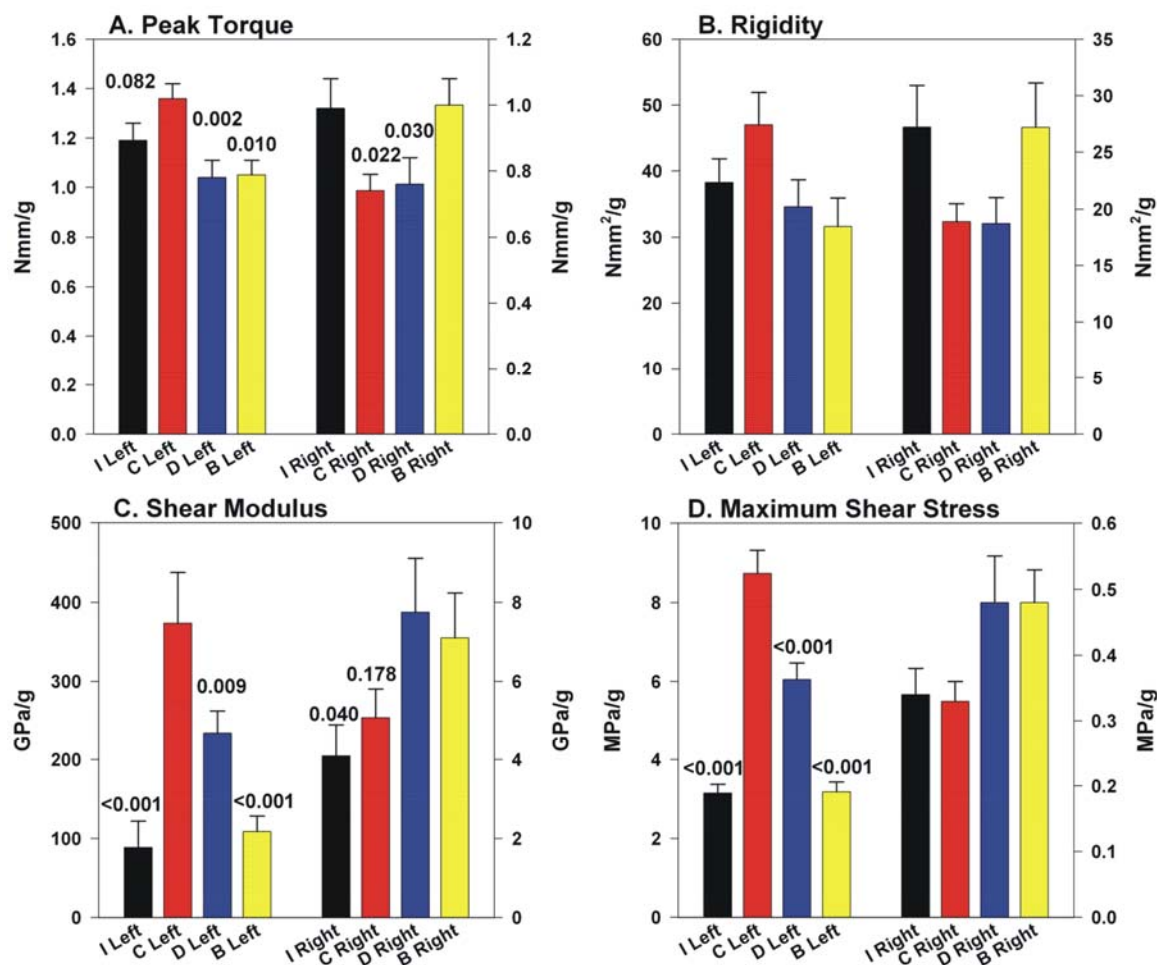 A. Peak Torque
1.6
1.4
1.2
1.0
0.8
0.6
0.4
0.2
0.0
Nmm/g
0.082
0.002
0.010
0.022
0.030
1.2
1.0
0.8
0.6
0.4
0.2
0.0
Nmm/g
I Left
C Left
D Left
B Left
I Right
C Right
D Right
B Right
B. Rigidity
60
50
40
30
20
10
0
Nmm²/g
35
30
25
20
15
10
5
0
Nmm²/g
I Left
C Left
D Left
B Left
I Right
C Right
D Right
B Right
C. Shear Modulus
500
400
300
200
100
0
GPa/g
<0.001
0.009
<0.001
0.040
0.178
10
8
6
4
2
0
GPa/g
I Left
C Left
D Left
B Left
I Right
C Right
D Right
B Right
D. Maximum Shear Stress
10
8
6
4
2
0
MPa/g
<0.001
<0.001
<0.001
0.6
0.5
0.4
0.3
0.2
0.1
0.0
MPa/g
I Left
C Left
D Left
B Left
I Right
C Right
D Right
B Right